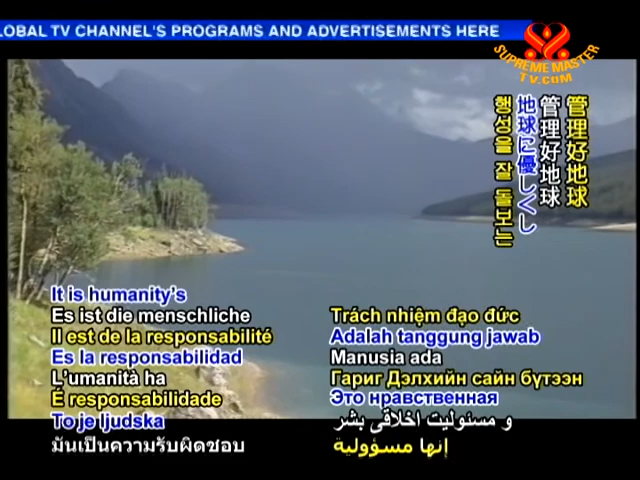 LOBAL TV CHANNEL'S PROGRAMS AND ADVERTISEMENTS HERE
SUPREME MASTER
TV.COM
管理好地球
管理好地球
地球に優しくし
행성을 잘 돌보는
It is humanity's
Es ist die menschliche
Il est de la responsabilité
Es la responsabilidad
L'umanità ha
É responsabilidade
To je ljudska
มันเป็นความรับผิดชอบ
Trách nhiệm đạo đức
Adalah tanggung jawab
Manusia ada
Гариг Дэлхийн сайн бүтээн
Это нравственная
و مسئولیت اخلاقی بشر
إنها مسؤولية